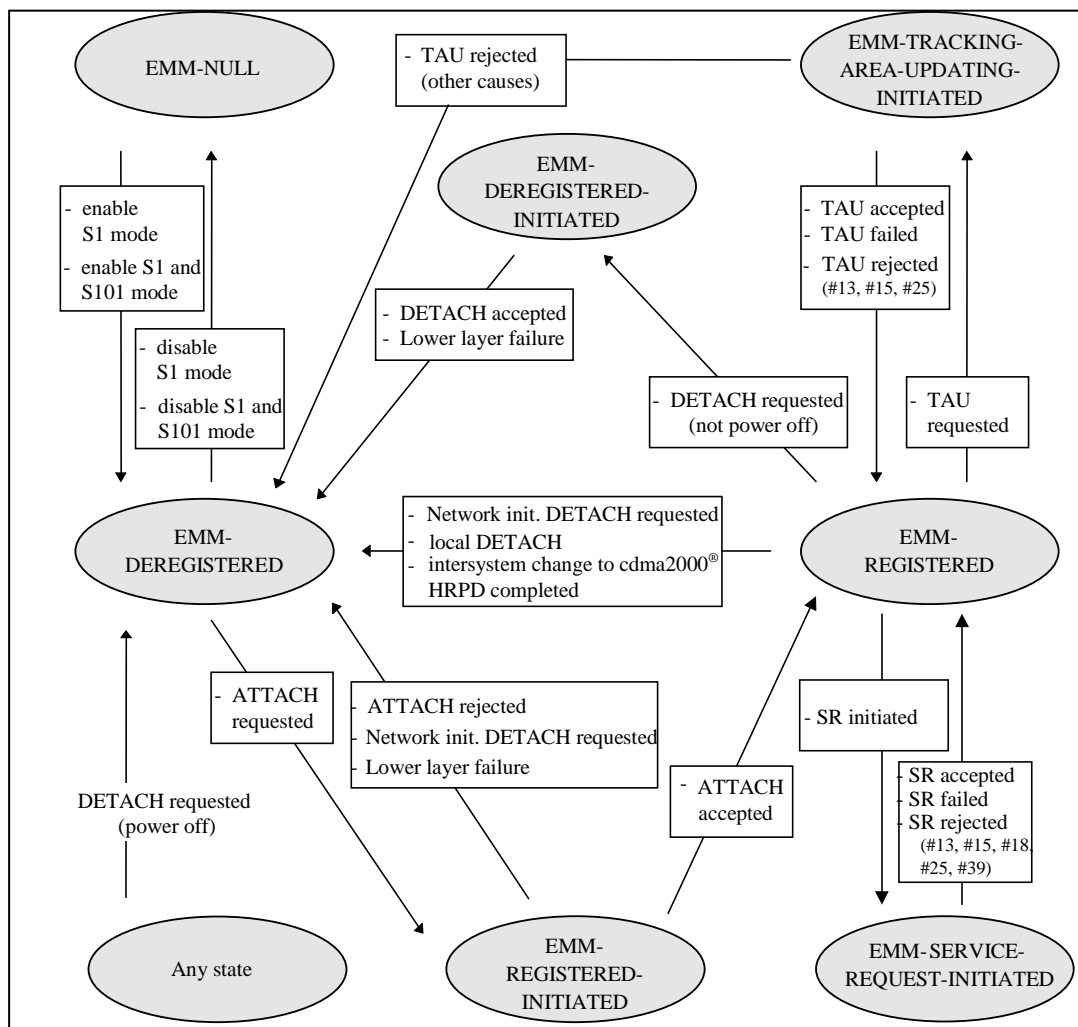 EMM-NULL
- TAU rejected
(other causes)
EMM-TRACKING-
AREA-UPDATING-
INITIATED
EMM-
DEREGISTERED-
INITIATED
- enable
S1 mode
- enable S1 and
S101 mode
- TAU accepted
- TAU failed
- TAU rejected
(#13, #15, #25)
- DETACH accepted
- Lower layer failure
- disable
S1 mode
- disable S1 and
S101 mode
- DETACH requested
(not power off)
- TAU
requested
EMM-
DEREGISTERED
- Network init. DETACH requested
- local DETACH
- intersystem change to cdma2000®
HRPD completed
EMM-
REGISTERED
- ATTACH
requested
- ATTACH rejected
- Network init. DETACH requested
- Lower layer failure
- SR initiated
DETACH requested
(power off)
- ATTACH
accepted
- SR accepted
- SR failed
- SR rejected
(#13, #15, #18,
#25, #39)
Any state
EMM-
REGISTERED-
INITIATED
EMM-SERVICE-
REQUEST-INITIATED